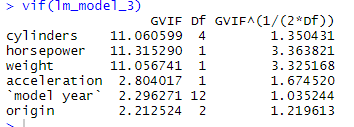 > vif(lm_model_3)
GVIF Df GVIF^(1/(2*Df))
cylinders 11.060599 4 1.350431
horsepower 11.315290 1 3.363821
weight 11.056741 1 3.325168
acceleration 2.804017 1 1.674520
`model year` 2.296271 12 1.035244
origin 2.212524 2 1.219613
>